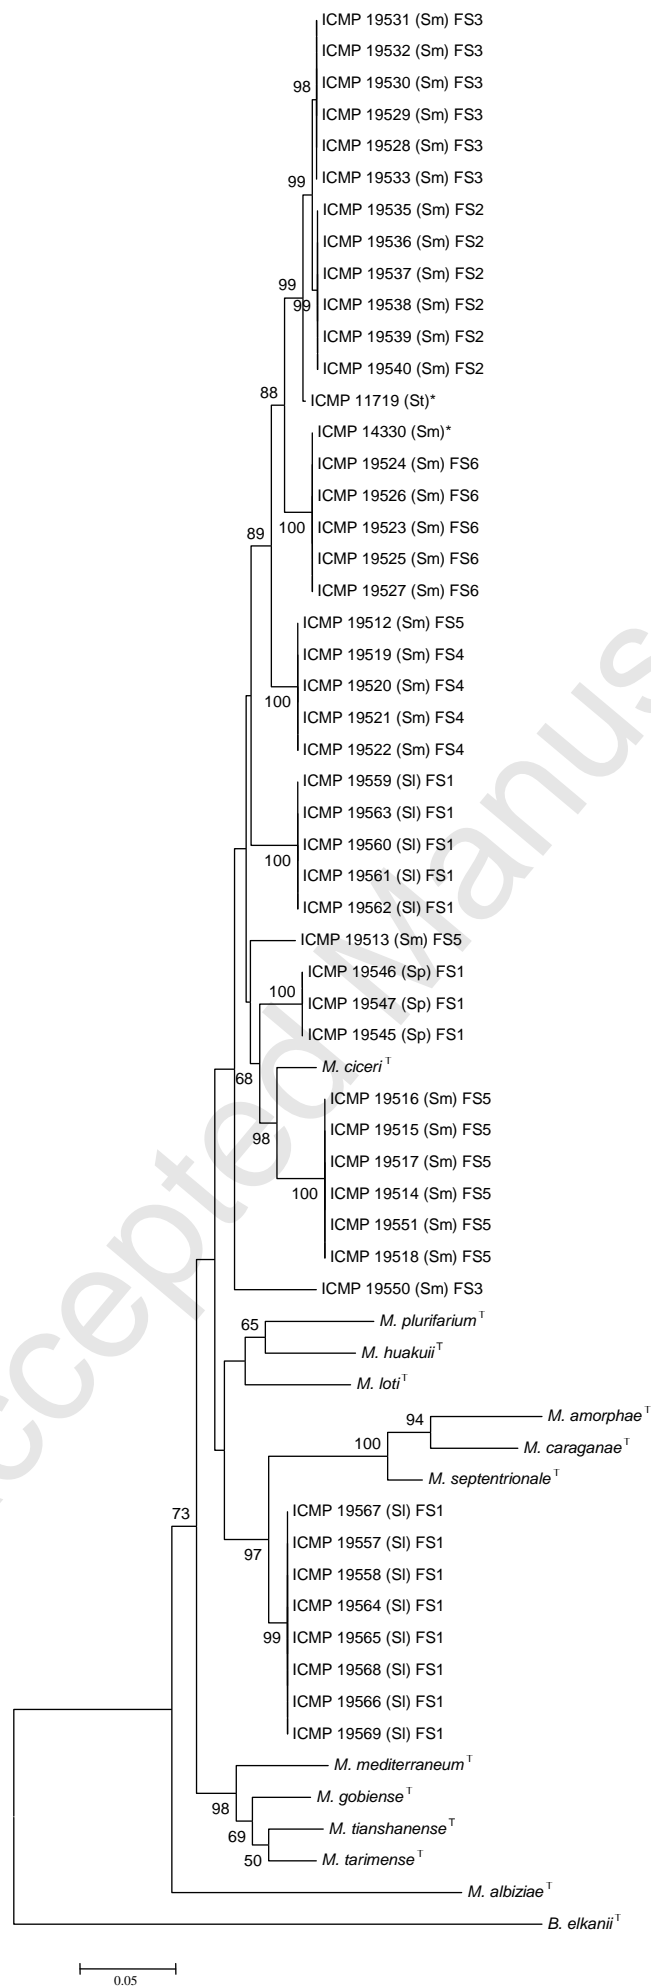 ICMP 19531 (Sm) FS3
ICMP 19532 (Sm) FS3
98
ICMP 19530 (Sm) FS3
ICMP 19529 (Sm) FS3
ICMP 19528 (Sm) FS3
99
ICMP 19533 (Sm) FS3
ICMP 19535 (Sm) FS2
ICMP 19536 (Sm) FS2
ICMP 19537 (Sm) FS2
99
99
ICMP 19538 (Sm) FS2
ICMP 19539 (Sm) FS2
ICMP 19540 (Sm) FS2
88
ICMP 11719 (St)*
ICMP 14330 (Sm)*
ICMP 19524 (Sm) FS6
ICMP 19526 (Sm) FS6
89
100
ICMP 19523 (Sm) FS6
ICMP 19525 (Sm) FS6
ICMP 19527 (Sm) FS6
ICMP 19512 (Sm) FS5
ICMP 19519 (Sm) FS4
ICMP 19520 (Sm) FS4
100
ICMP 19521 (Sm) FS4
ICMP 19522 (Sm) FS4
ICMP 19559 (Sl) FS1
ICMP 19563 (Sl) FS1
ICMP 19560 (Sl) FS1
100
ICMP 19561 (Sl) FS1
ICMP 19562 (Sl) FS1
ICMP 19513 (Sm) FS5
ICMP 19546 (Sp) FS1
100
ICMP 19547 (Sp) FS1
ICMP 19545 (Sp) FS1
68
M. ciceri T
ICMP 19516 (Sm) FS5
ICMP 19515 (Sm) FS5
98
ICMP 19517 (Sm) FS5
100
ICMP 19514 (Sm) FS5
ICMP 19551 (Sm) FS5
ICMP 19518 (Sm) FS5
ICMP 19550 (Sm) FS3
65
M. plurifarium T
M. huakuii T
M. loti T
94
M. amorphae T
100
M. caraganae T
M. septentrionale T
73
ICMP 19567 (Sl) FS1
97
ICMP 19557 (Sl) FS1
ICMP 19558 (Sl) FS1
ICMP 19564 (Sl) FS1
99
ICMP 19565 (Sl) FS1
ICMP 19568 (Sl) FS1
ICMP 19566 (Sl) FS1
ICMP 19569 (Sl) FS1
M. mediterraneum T
98
M. gobiense T
69
M. tianshanense T
50
M. tarimense T
M. albiziae T
B. elkanii T
0.05
ccepted Manus